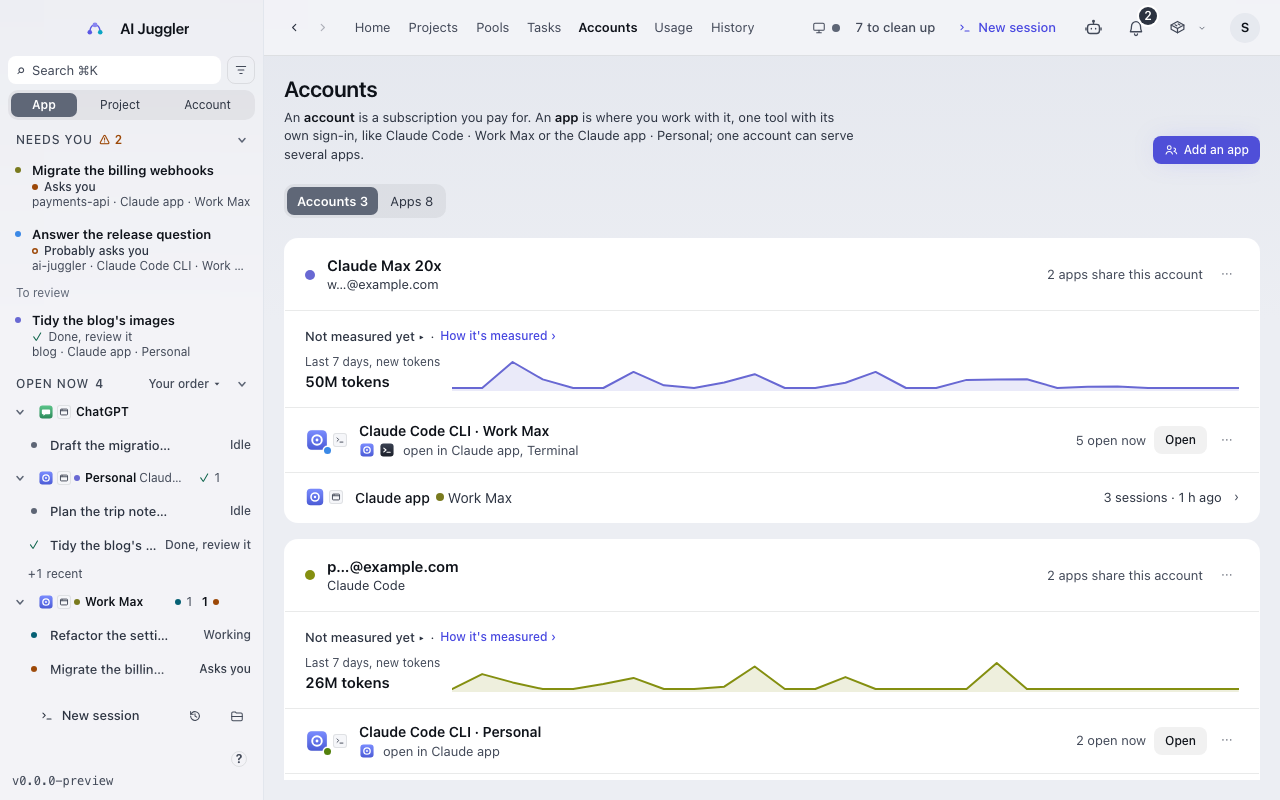 AI Juggler
Search ⌘K
App Project Account
NEEDS YOU 2
Migrate the billing webhooks
Asks you
payments-api · Claude app · Work Max
Answer the release question
Probably asks you
ai-juggler · Claude Code CLI · Work ...
To review
Tidy the blog's images
Done, review it
blog · Claude app · Personal
OPEN NOW 4 Your order
ChatGPT
Draft the migratio... Idle
Personal Claud... 1
Plan the trip note... Idle
Tidy the blog's ... Done, review it
+1 recent
Work Max 1 1
Refactor the setti... Working
Migrate the billin... Asks you
New session
?
v0.0.0-preview
Home Projects Pools Tasks Accounts Usage History 7 to clean up New session 2 S
Accounts
An account is a subscription you pay for. An app is where you work with it, one tool with its
own sign-in, like Claude Code · Work Max or the Claude app · Personal; one account can serve
several apps.
Add an app
Accounts 3 Apps 8
Claude Max 20x
w...@example.com
2 apps share this account ···
Not measured yet ▸ · How it's measured ›
Last 7 days, new tokens
50M tokens
Claude Code CLI · Work Max
open in Claude app, Terminal
5 open now Open ···
Claude app Work Max 3 sessions · 1 h ago ›
p...@example.com
Claude Code
2 apps share this account ···
Not measured yet ▸ · How it's measured ›
Last 7 days, new tokens
26M tokens
Claude Code CLI · Personal
open in Claude app
2 open now Open ···